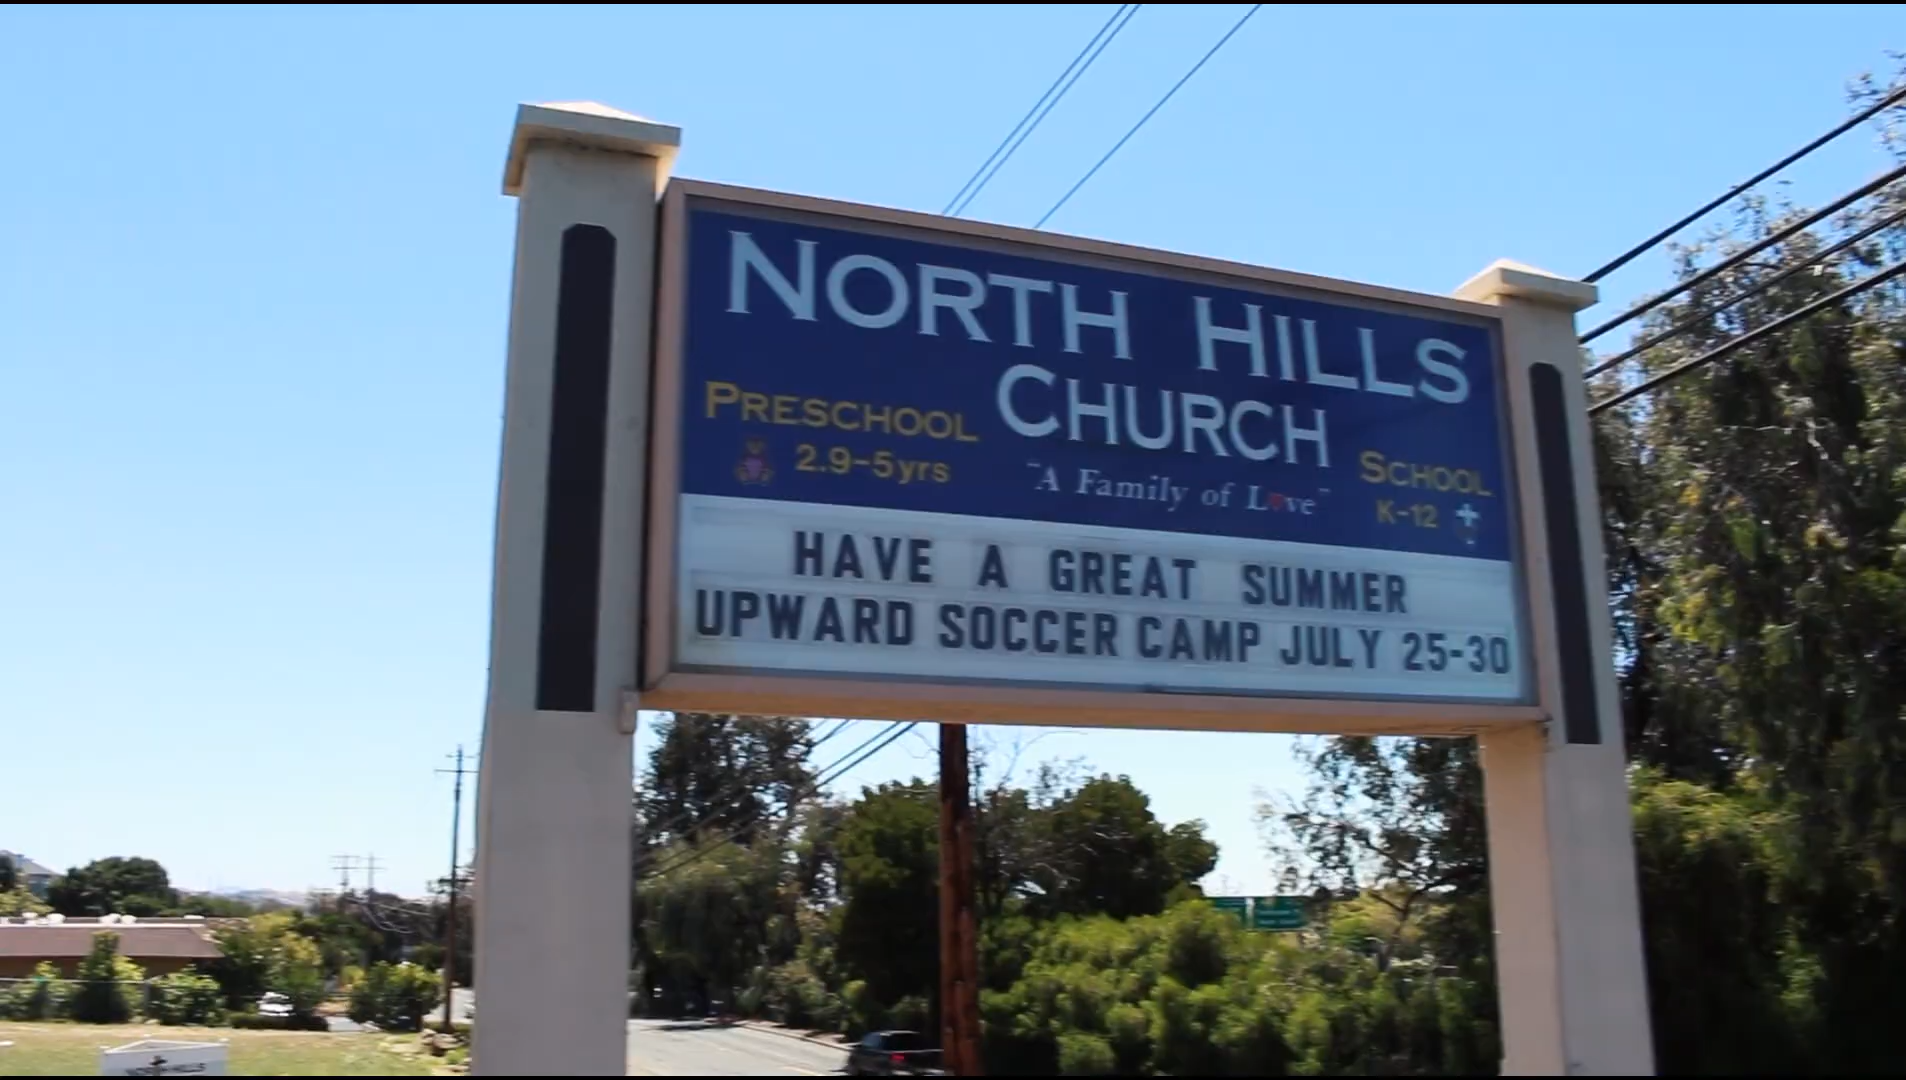 NORTH HILLS
CHURCH
PRESCHOOL
2.9-5yrs
"A Family of Love"
SCHOOL
K-12
HAVE A GREAT SUMMER
UPWARD SOCCER CAMP JULY 25-30